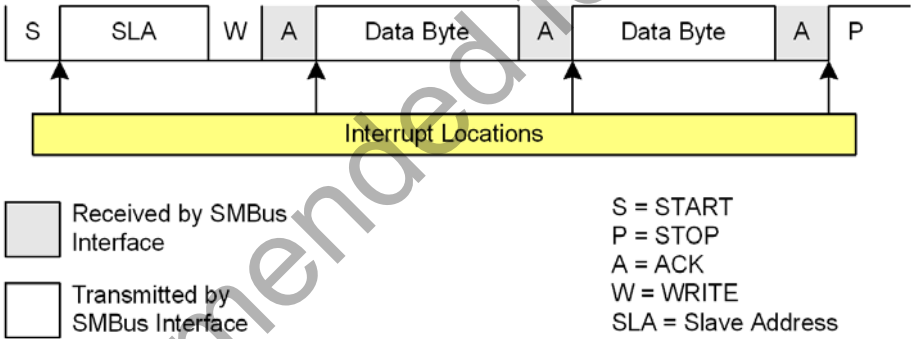 S SLA W A Data Byte A Data Byte A P
Interrupt Locations
Received by SMBus
Interface
Transmitted by
SMBus Interface
S = START
P = STOP
A = ACK
W = WRITE
SLA = Slave Address